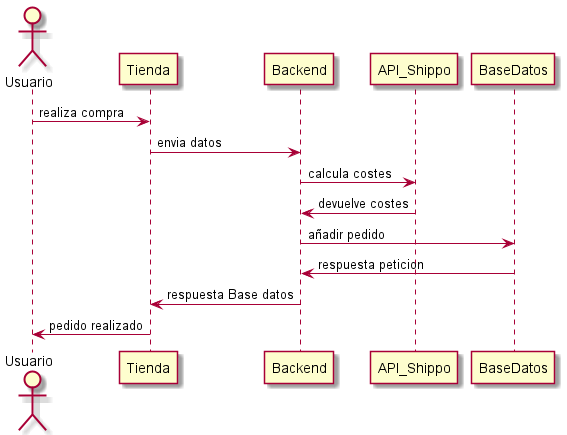 Usuario
Tienda
Backend
API_Shippo
BaseDatos
realiza compra
envia datos
calcula costes
devuelve costes
añadir pedido
respuesta petición
respuesta Base datos
pedido realizado
Usuario
Tienda
Backend
API_Shippo
BaseDatos